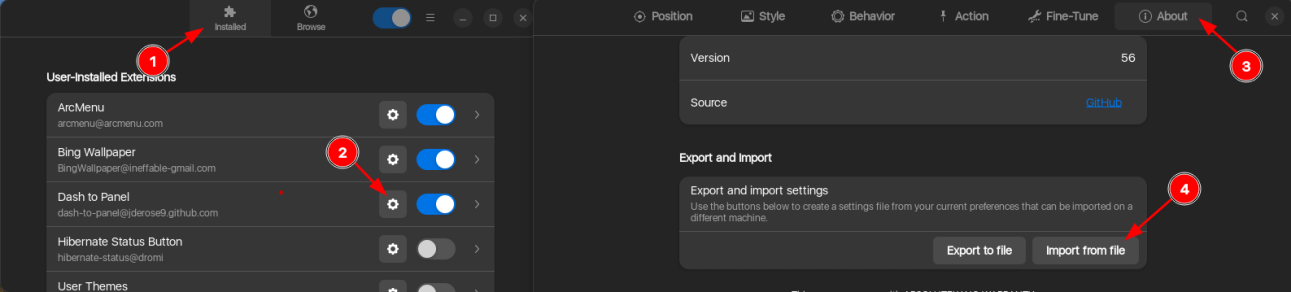 Installed
Browse
1
User-Installed Extensions
ArcMenu
arcmenu@arcmenu.com
Bing Wallpaper
BingWallpaper@ineffable-gmail.com
2
Dash to Panel
dash-to-panel@jderose9.github.com
Hibernate Status Button
hibernate-status@dromi
User Themes
Position
Style
Behavior
Action
Fine-Tune
About
3
Version 56
Source GitHub
Export and Import
Export and import settings
Use the buttons below to create a settings file from your current preferences that can be imported on a
different machine.
4
Export to file
Import from file